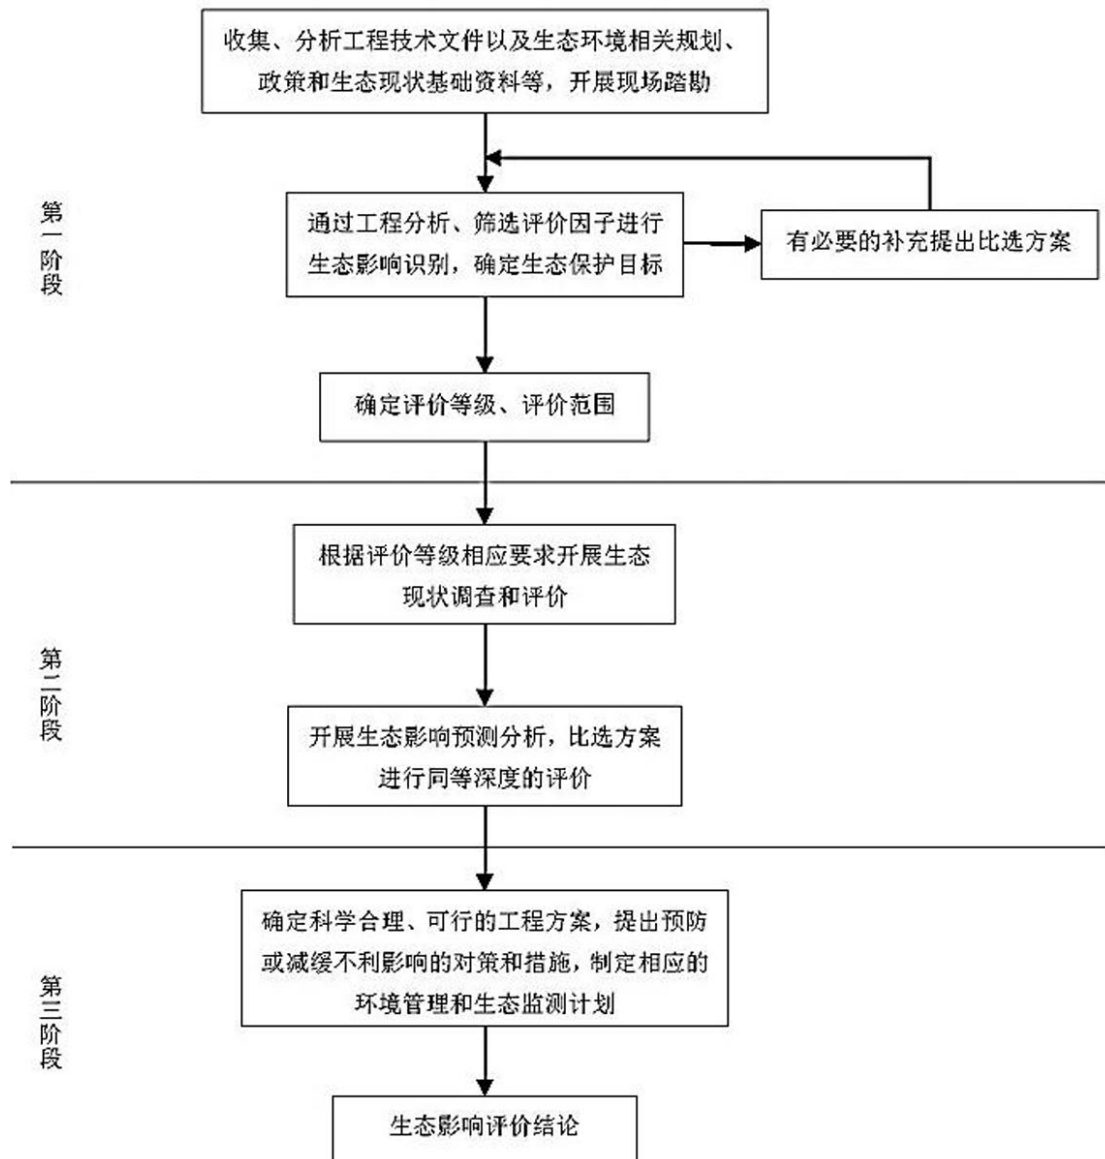 收集、分析工程技术文件以及生态环境相关规划、
政策和生态现状基础资料等，开展现场踏勘
第一阶段
通过工程分析、筛选评价因子进行
生态影响识别，确定生态保护目标
有必要的补充提出比选方案
确定评价等级、评价范围
第二阶段
根据评价等级相应要求开展生态
现状调查和评价
开展生态影响预测分析，比选方案
进行同等深度的评价
第三阶段
确定科学合理、可行的工程方案，提出预防
或减缓不利影响的对策和措施，制定相应的
环境管理和生态监测计划
生态影响评价结论